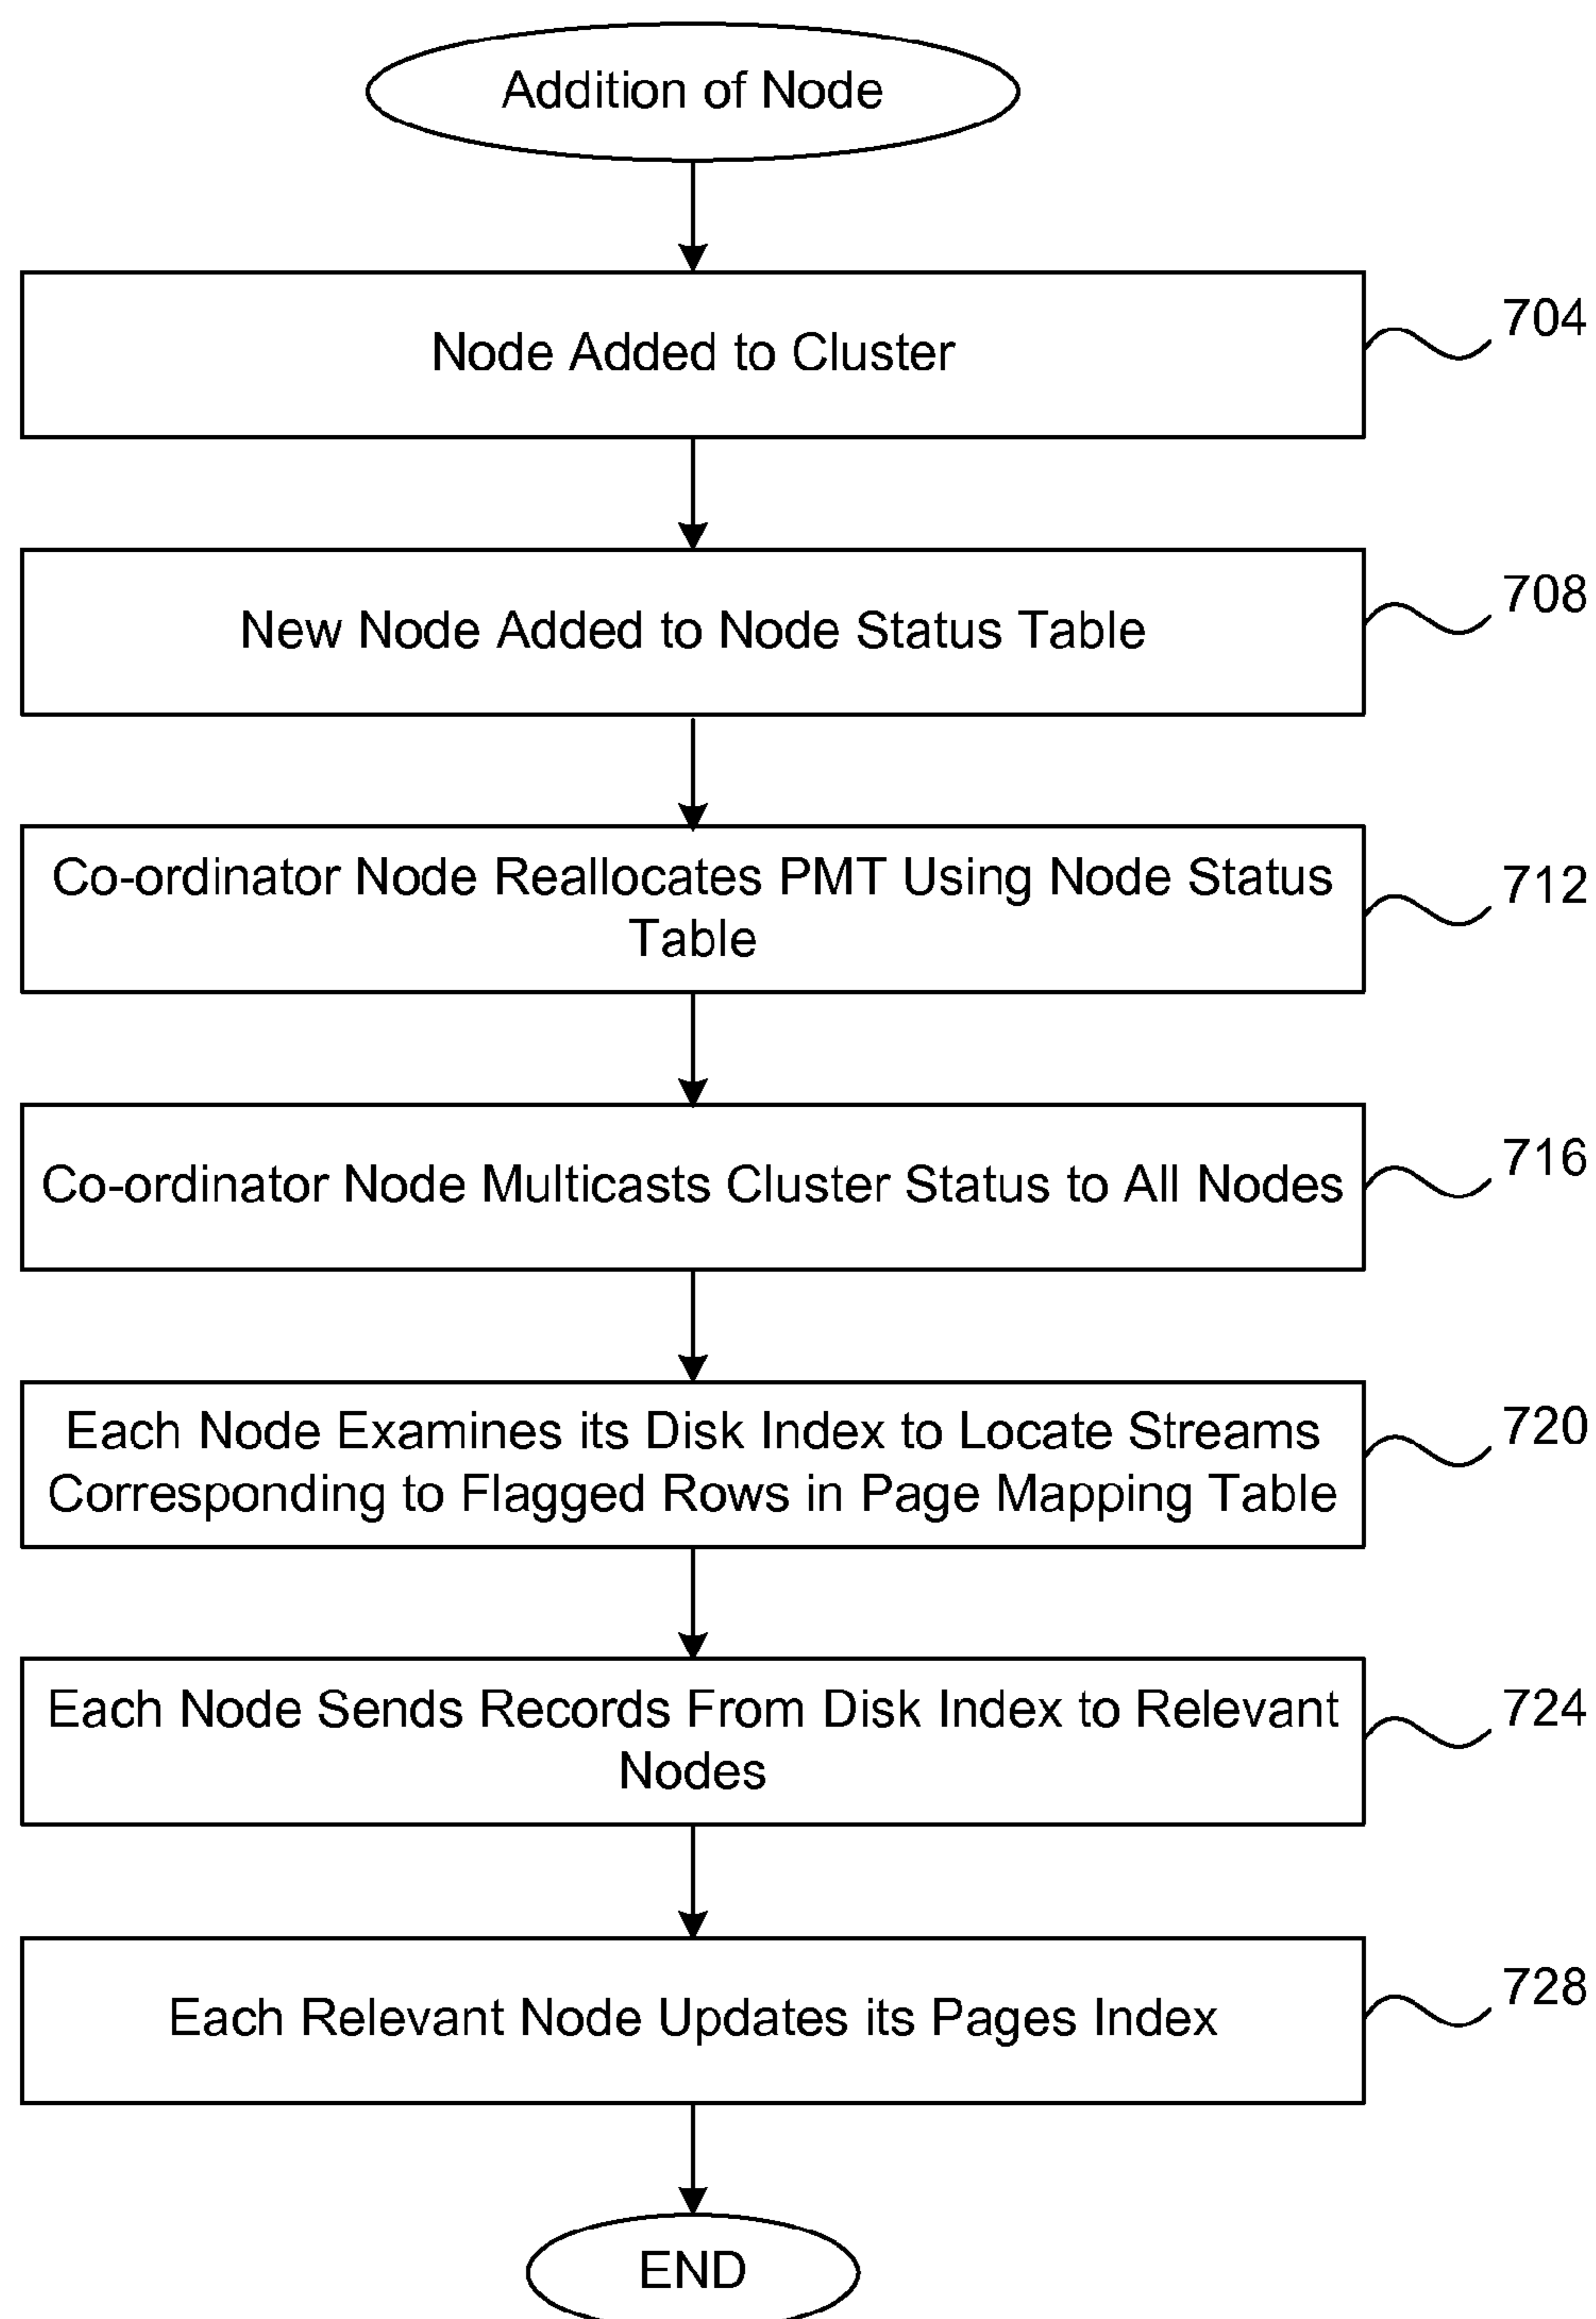 Addition of Node
Node Added to Cluster
704
New Node Added to Node Status Table
708
Co-ordinator Node Reallocates PMT Using Node Status
Table
712
Co-ordinator Node Multicasts Cluster Status to All Nodes
716
Each Node Examines its Disk Index to Locate Streams
Corresponding to Flagged Rows in Page Mapping Table
720
Each Node Sends Records From Disk Index to Relevant
Nodes
724
Each Relevant Node Updates its Pages Index
728
END